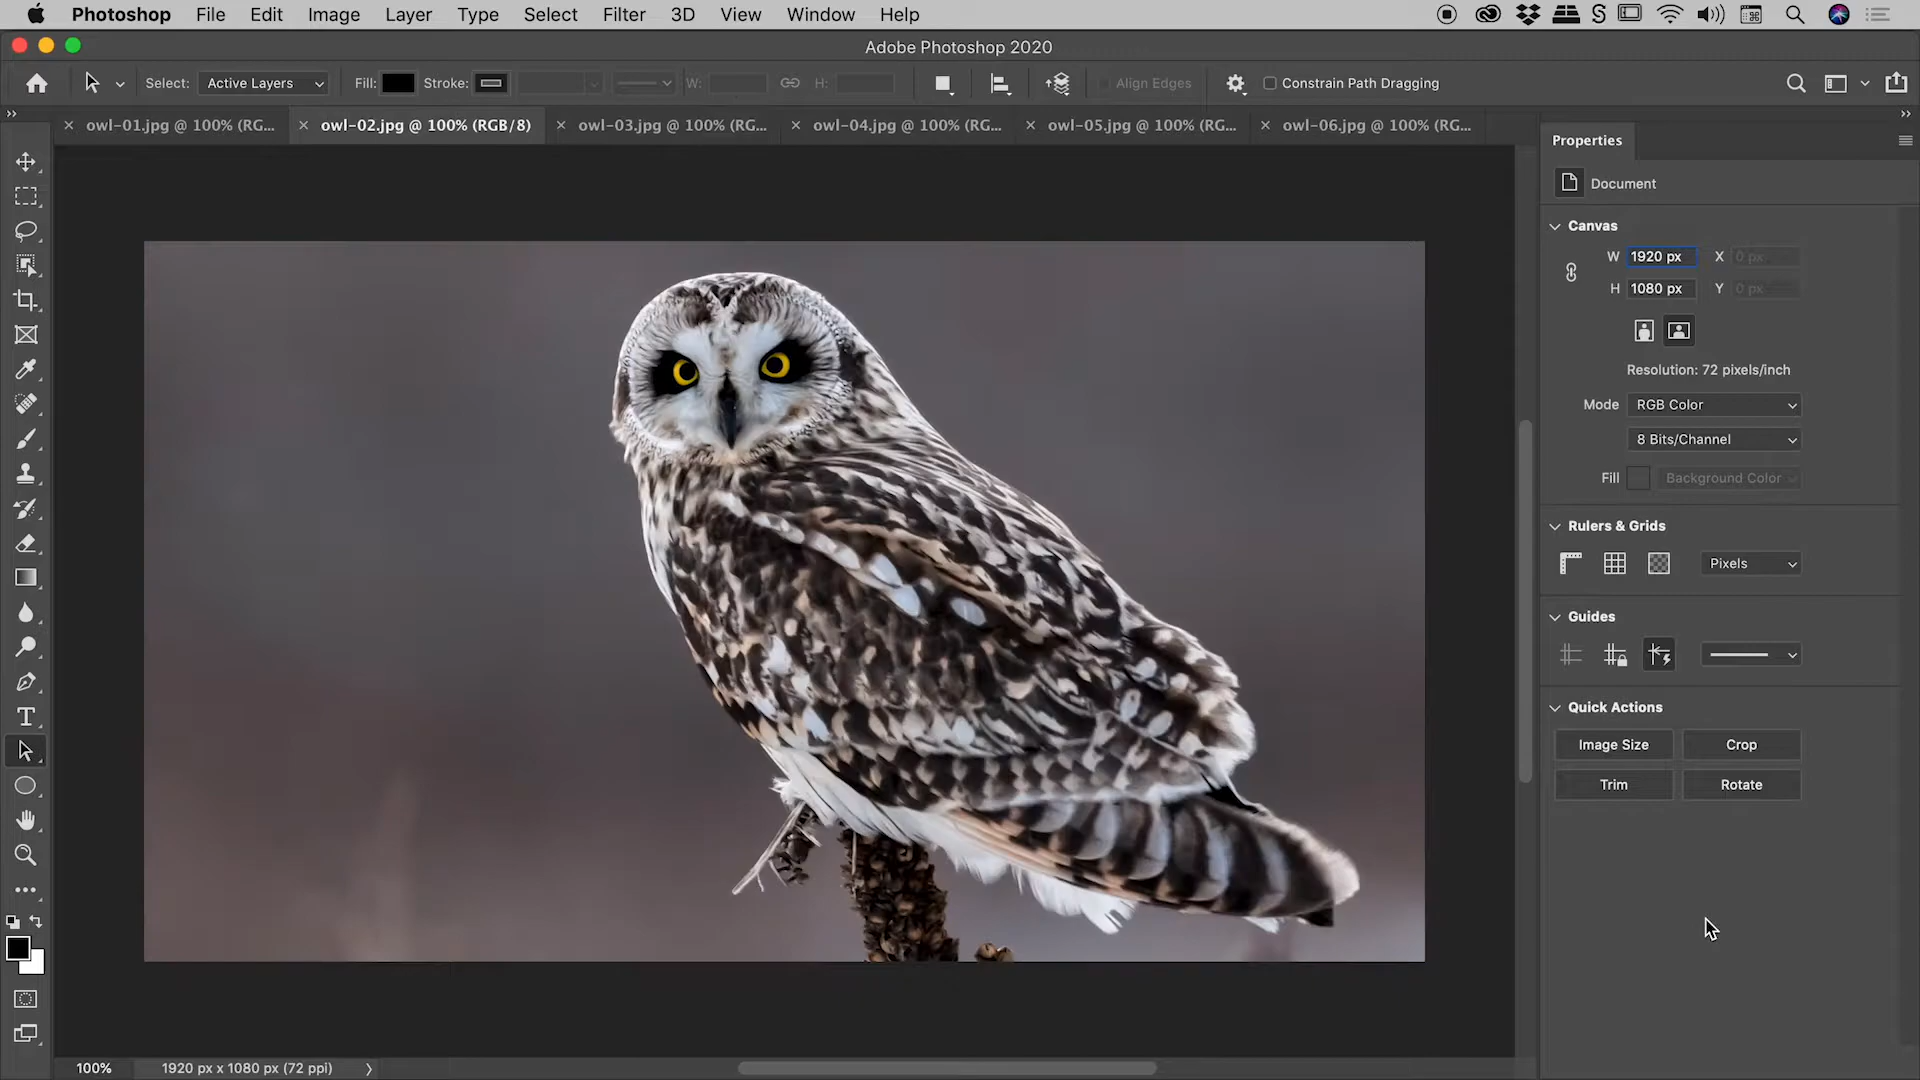 Photoshop File Edit Image Layer Type Select Filter 3D View Window Help
Adobe Photoshop 2020
Select: Active Layers Fill: Stroke: W: H: Align Edges Constrain Path Dragging
owl-01.jpg @ 100% (RG... owl-02.jpg @ 100% (RGB/8) owl-03.jpg @ 100% (RG... owl-04.jpg @ 100% (RG... owl-05.jpg @ 100% (RG... owl-06.jpg @ 100% (RG...
Properties
Document
Canvas
W 1920 px X 0 px
H 1080 px Y 0 px
Resolution: 72 pixels/inch
Mode RGB Color
8 Bits/Channel
Fill Background Color
Rulers & Grids
Pixels
Guides
Quick Actions
Image Size Crop
Trim Rotate
100% 1920 px x 1080 px (72 ppi)